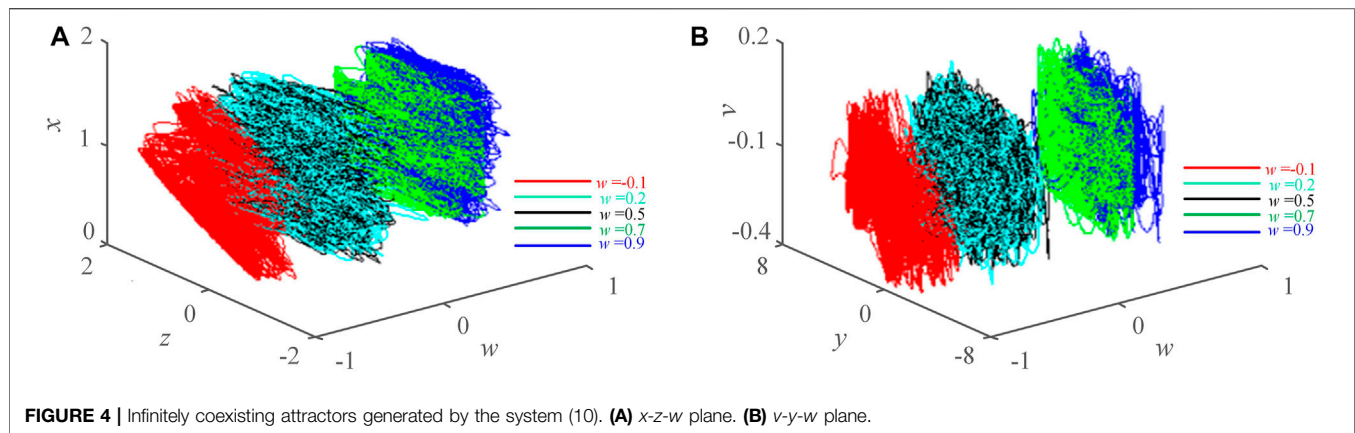 A
2
x
1
0
2
0
z
-2
-1
0
w
1
w =-0.1
w =0.2
w =0.5
w =0.7
w =0.9
B
0.2
v
-0.1
-0.4
8
0
y
-8
-1
0
w
1
w =-0.1
w =0.2
w =0.5
w =0.7
w =0.9
FIGURE 4 | Infinitely coexisting attractors generated by the system (10). (A) x-z-w plane. (B) v-y-w plane.